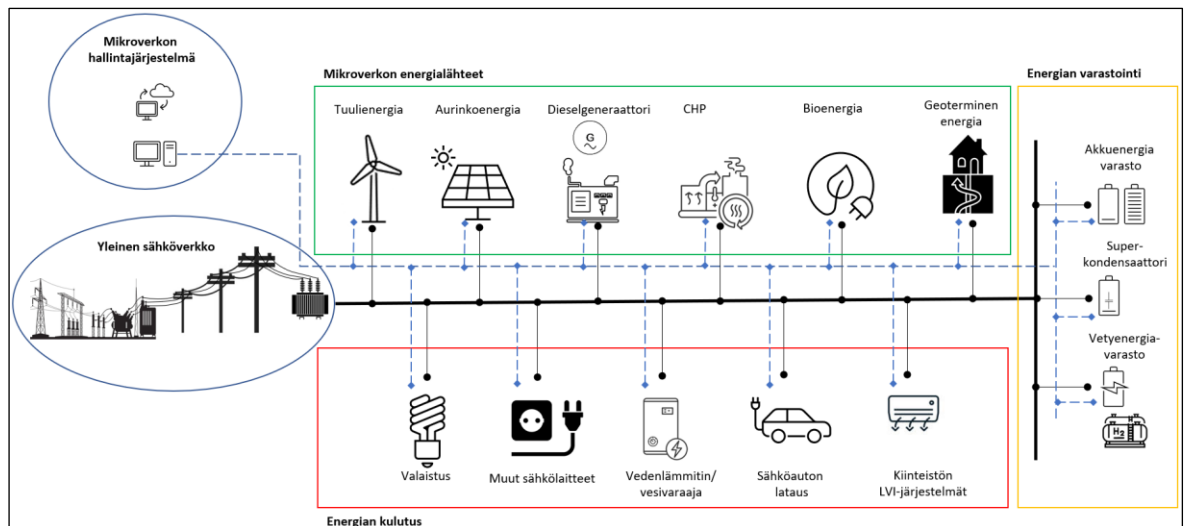 Mikroverkon
hallintajärjestelmä
Mikroverkon energialähteet
Energian varastointi
Tuulienergia
Aurinkoenergia
Dieselgeneraattori
G
CHP
Bioenergia
Geoterminen
energia
Akkuenergia
varasto
Yleinen sähköverkko
Super-
kondensaattori
Vetyenergia-
varasto
H2
Valaistus
Muut sähkölaitteet
Vedenlämmitin/
vesivaraaja
Sähköauton
lataus
Kiinteistön
LVI-järjestelmät
Energian kulutus